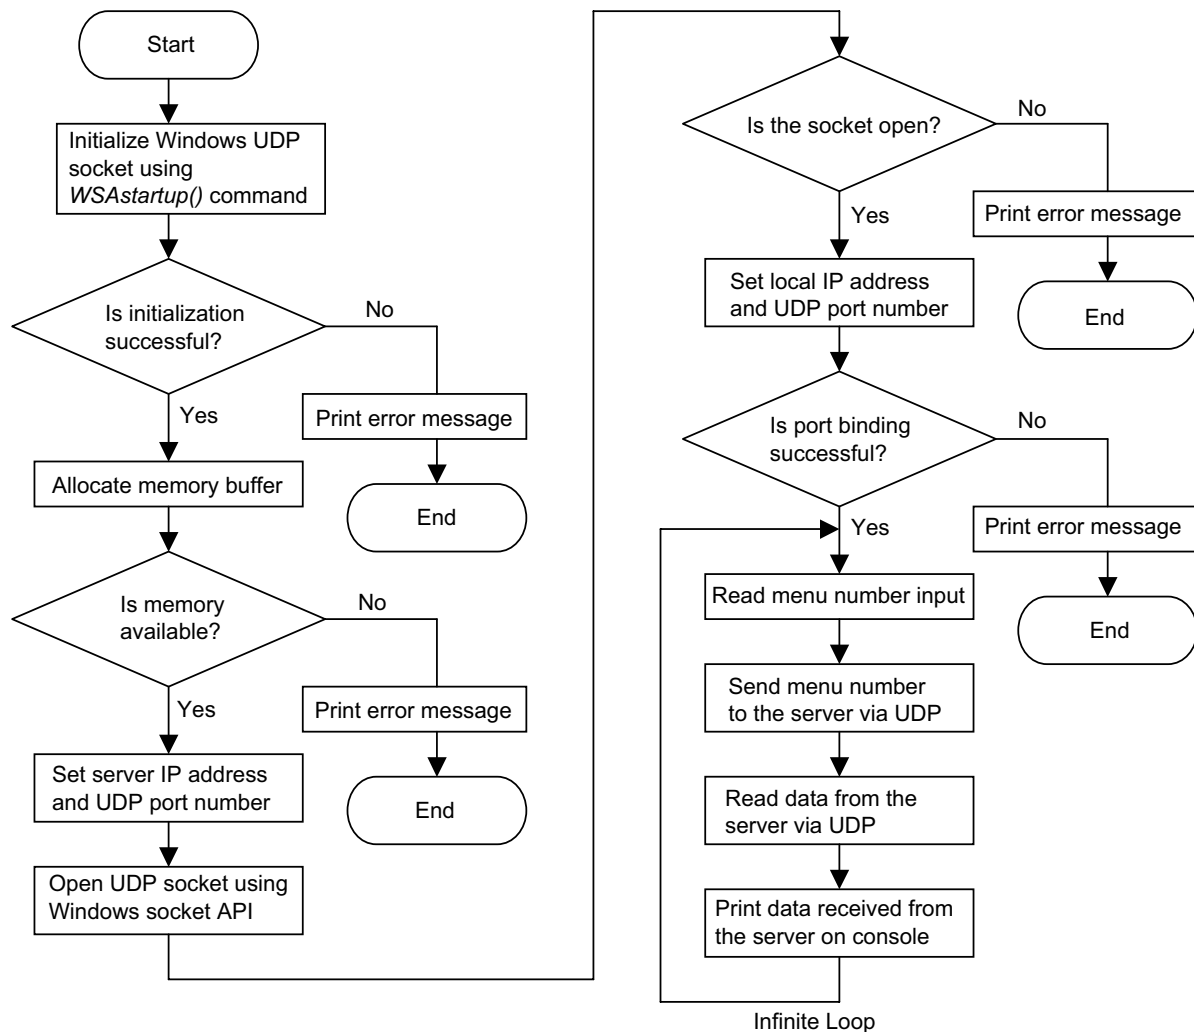 Start
Initialize Windows UDP
socket using
WSAstartup() command
Is initialization
successful?
No
Yes
Print error message
End
Allocate memory buffer
Is memory
available?
No
Yes
Print error message
End
Set server IP address
and UDP port number
Open UDP socket using
Windows socket API
Is the socket open?
No
Yes
Print error message
End
Set local IP address
and UDP port number
Is port binding
successful?
No
Yes
Print error message
End
Read menu number input
Send menu number
to the server via UDP
Read data from the
server via UDP
Print data received from
the server on console
Infinite Loop